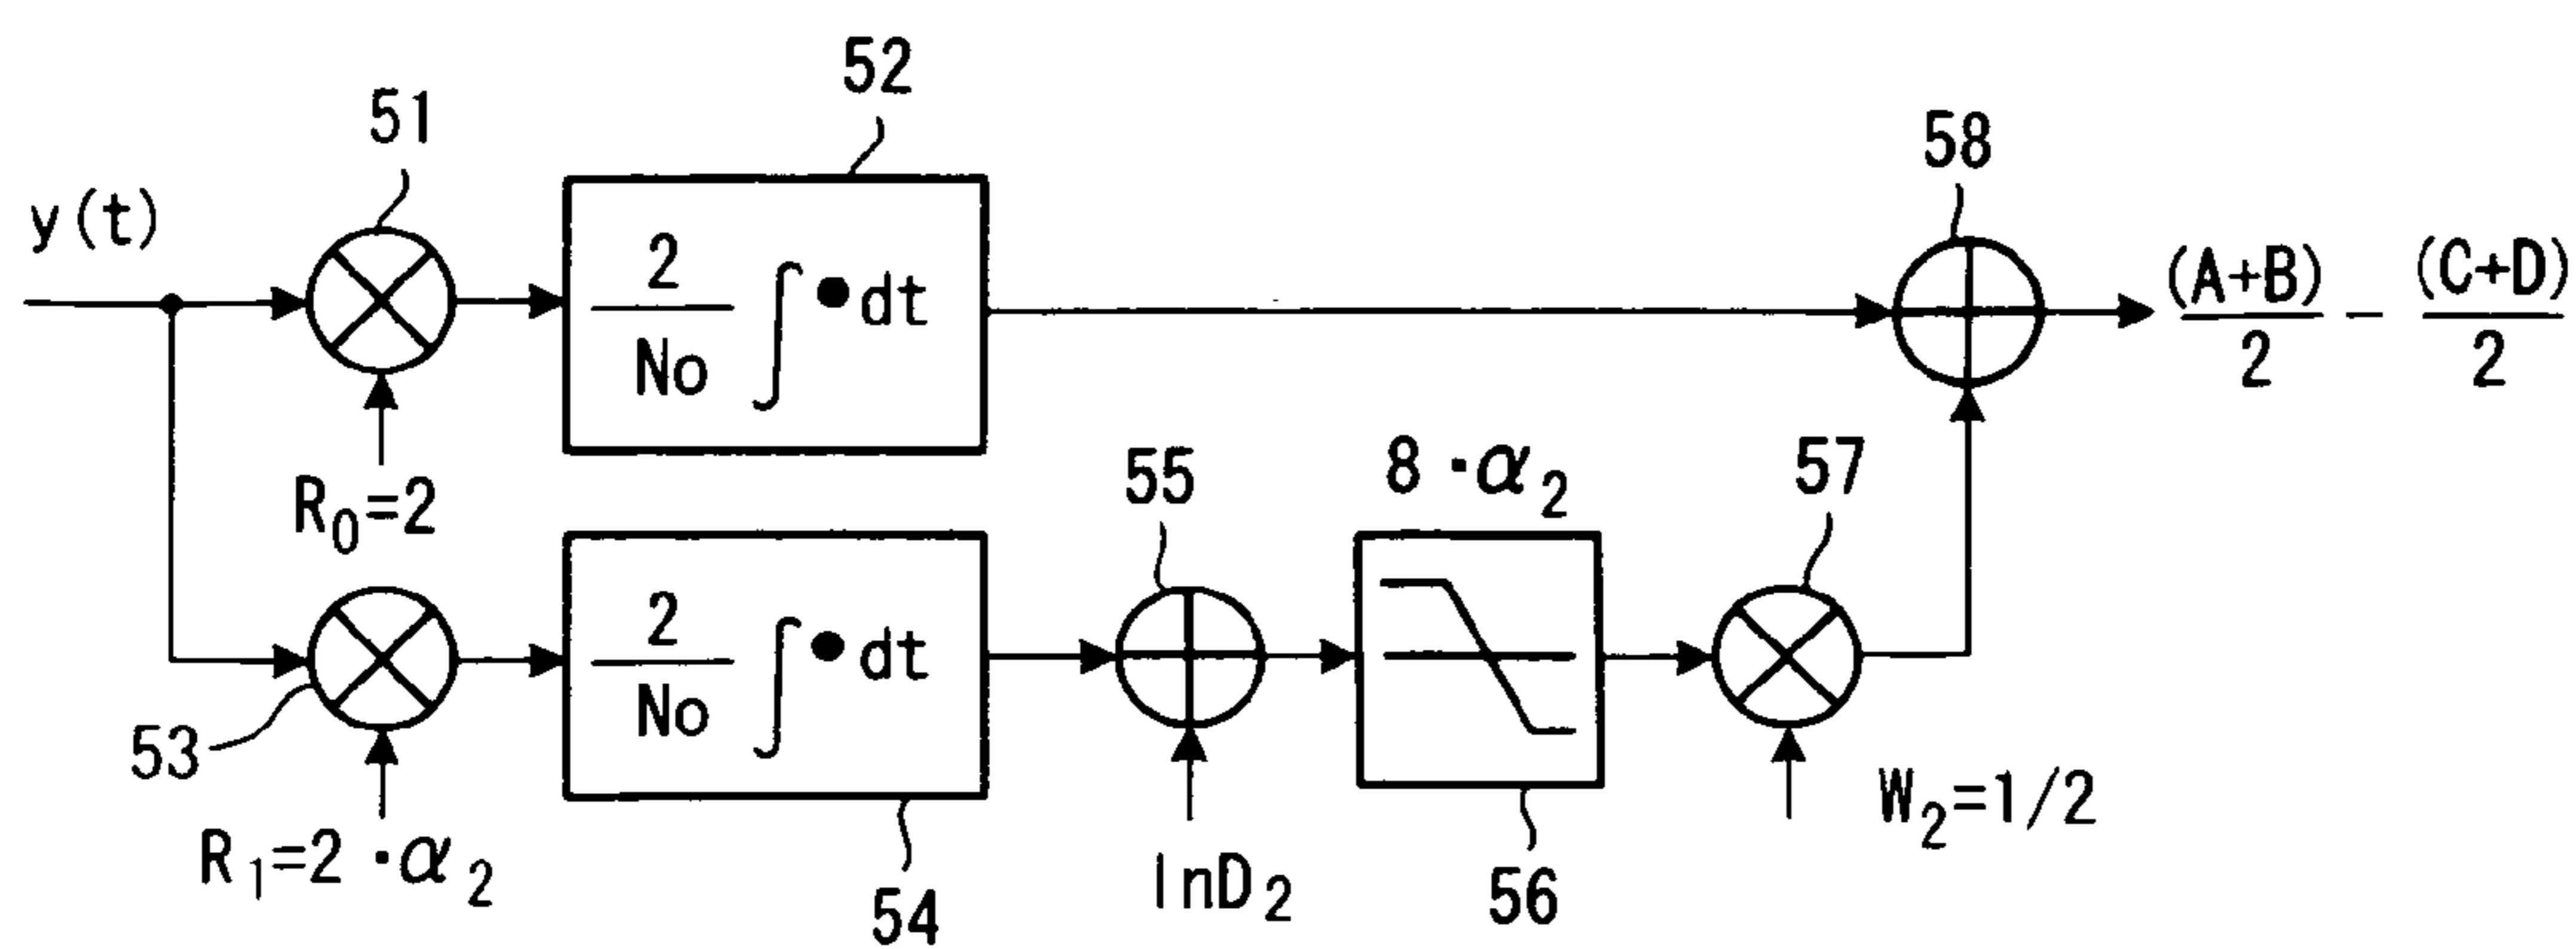 52
51
58
y(t)
2/No ∫ • dt
(A+B)/2 - (C+D)/2
R₀=2
55
8・α₂
57
2/No ∫ • dt
53
W₂=1/2
R₁=2・α₂
54
lnD₂
56